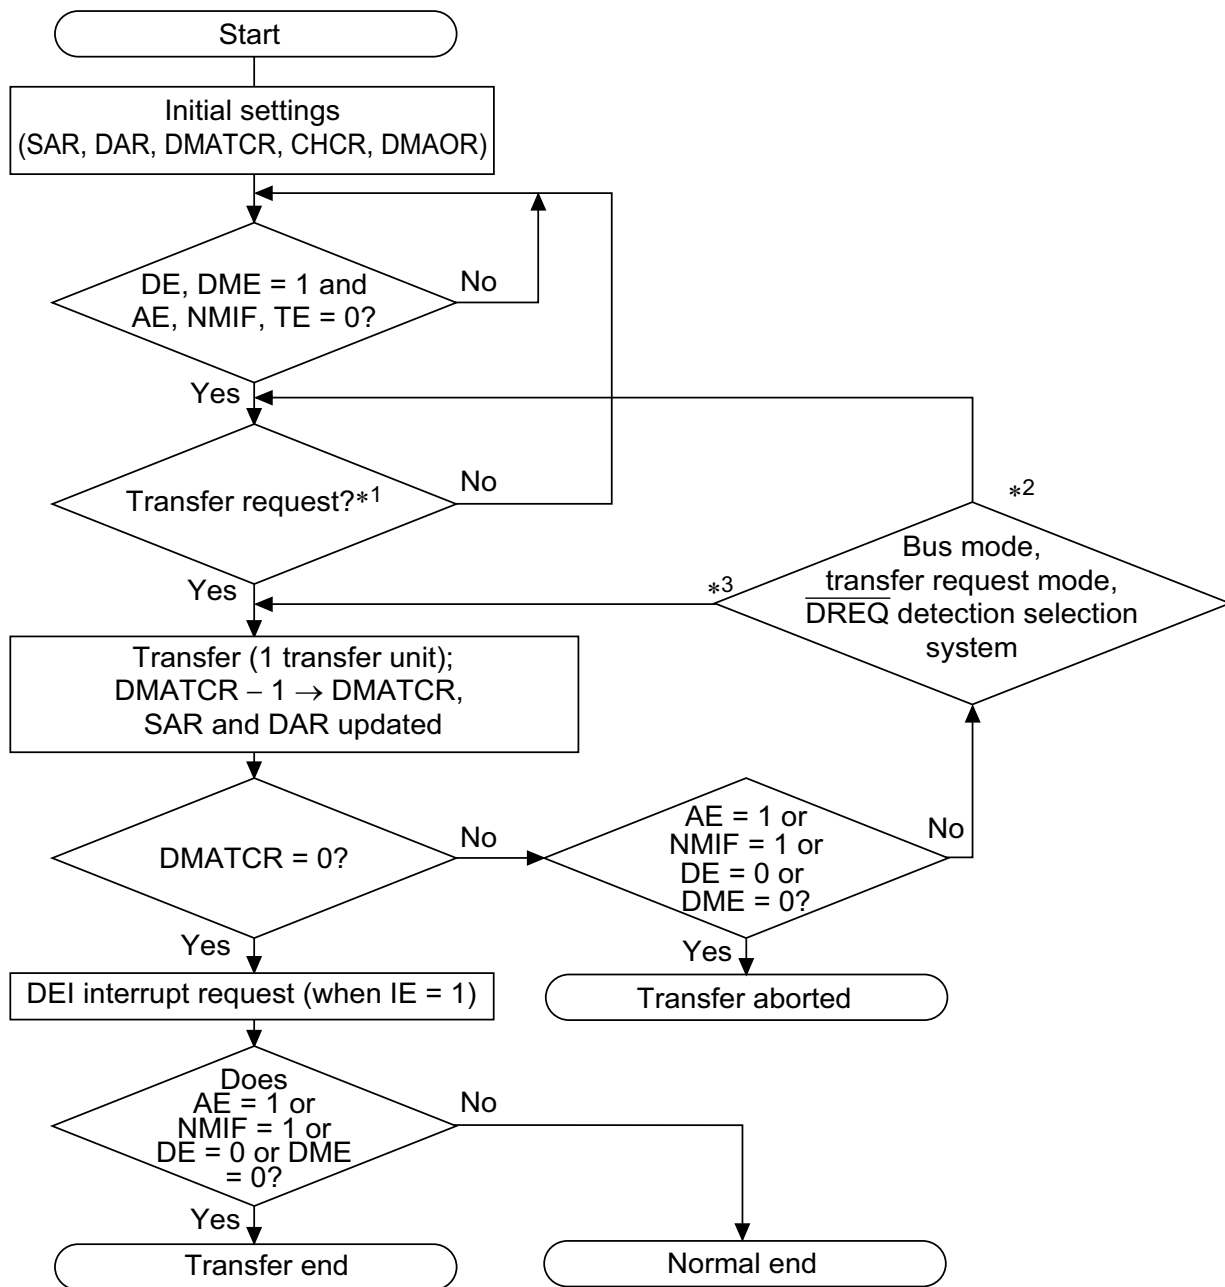 Start
Initial settings
(SAR, DAR, DMATCR, CHCR, DMAOR)
DE, DME = 1 and
AE, NMIF, TE = 0?
No
Yes
Transfer request?*1
No
Yes
*2
Bus mode,
transfer request mode,
DREQ detection selection
system
*3
Transfer (1 transfer unit);
DMATCR – 1 → DMATCR,
SAR and DAR updated
DMATCR = 0?
No
Yes
AE = 1 or
NMIF = 1 or
DE = 0 or
DME = 0?
No
Yes
Transfer aborted
DEI interrupt request (when IE = 1)
Does
AE = 1 or
NMIF = 1 or
DE = 0 or DME
= 0?
No
Yes
Transfer end
Normal end